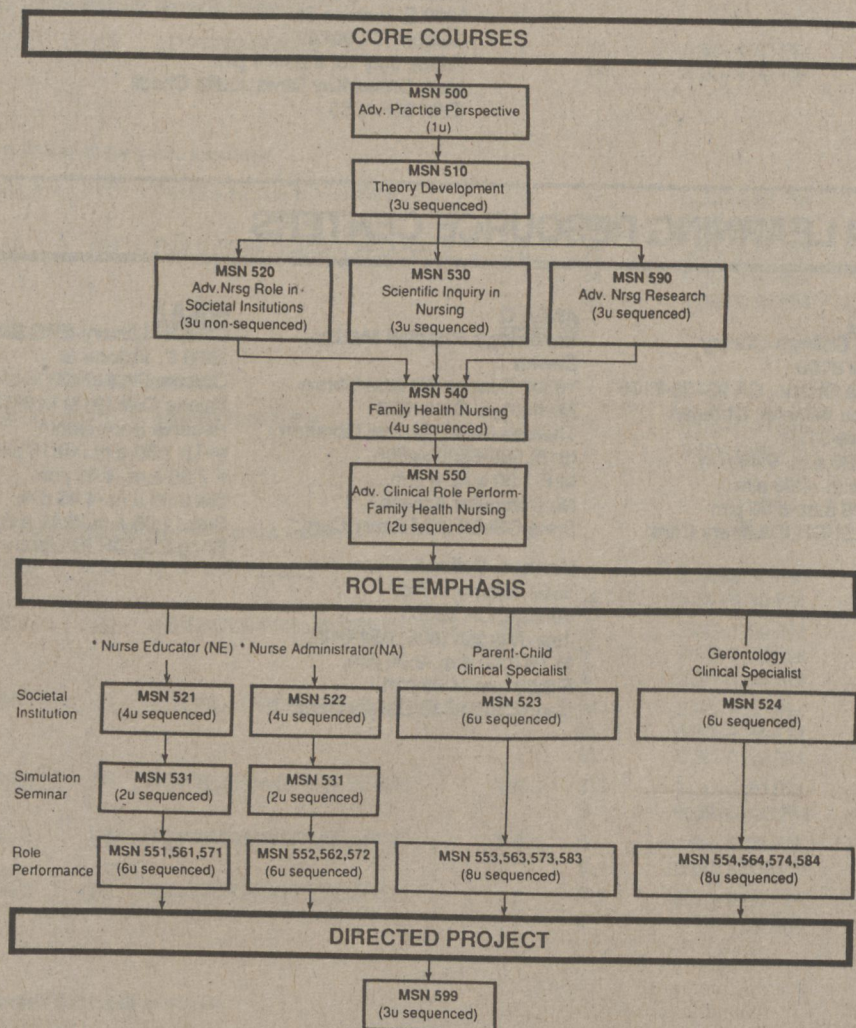 CORE COURSES
MSN 500
Adv. Practice Perspective
(1u)
MSN 510
Theory Development
(3u sequenced)
MSN 520
Adv.Nrsg Role in
Societal Insitutions
(3u non-sequenced)
MSN 530
Scientific Inquiry in
Nursing
(3u sequenced)
MSN 590
Adv. Nrsg Research
(3u sequenced)
MSN 540
Family Health Nursing
(4u sequenced)
MSN 550
Adv. Clinical Role Perform-
Family Health Nursing
(2u sequenced)
ROLE EMPHASIS
* Nurse Educator (NE)
* Nurse Administrator(NA)
Parent-Child
Clinical Specialist
Gerontology
Clinical Specialist
Societal
Institution
MSN 521
(4u sequenced)
MSN 522
(4u sequenced)
MSN 523
(6u sequenced)
MSN 524
(6u sequenced)
Simulation
Seminar
MSN 531
(2u sequenced)
MSN 531
(2u sequenced)
Role
Performance
MSN 551,561,571
(6u sequenced)
MSN 552,562,572
(6u sequenced)
MSN 553,563,573,583
(8u sequenced)
MSN 554,564,574,584
(8u sequenced)
DIRECTED PROJECT
MSN 599
(3u sequenced)